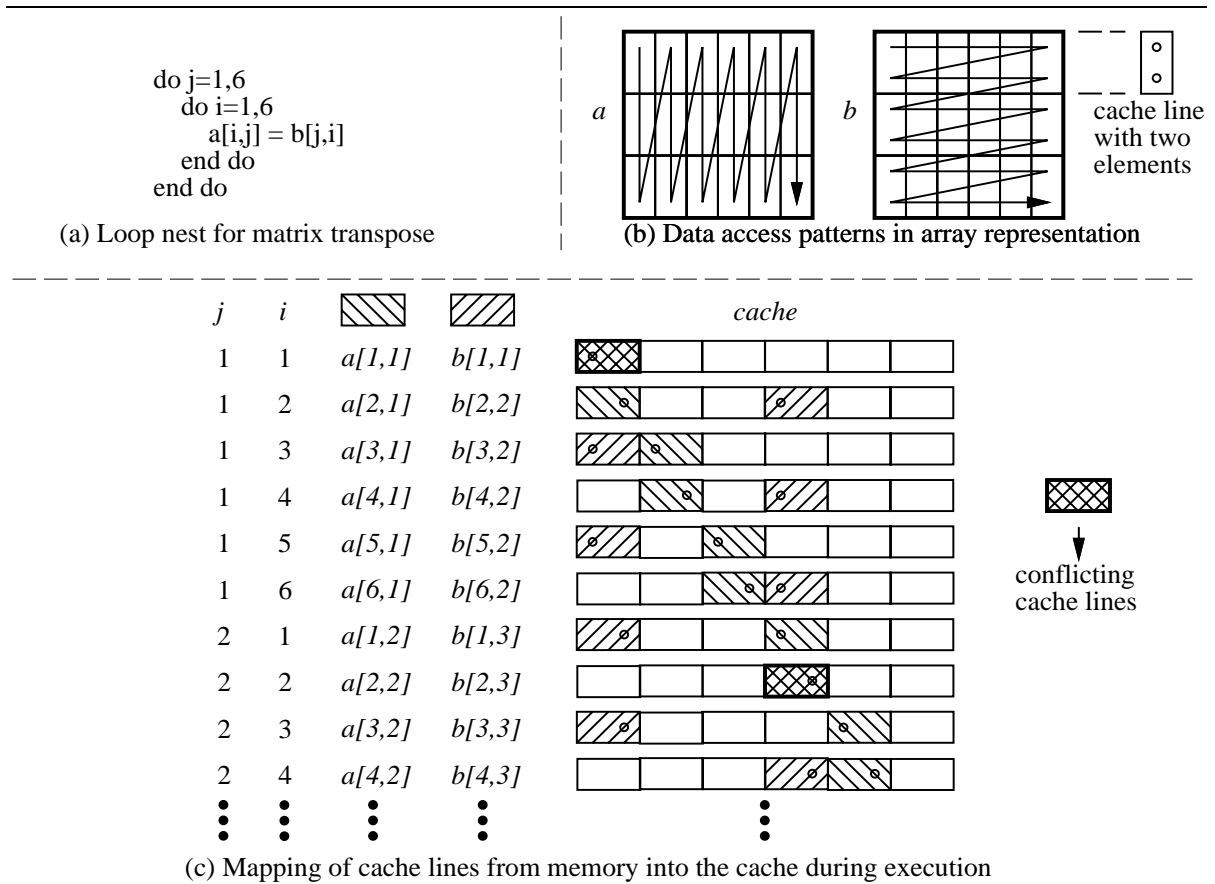 do j=1,6
do i=1,6
a[i,j] = b[j,i]
end do
end do
(a) Loop nest for matrix transpose
a
b
cache line
with two
elements
(b) Data access patterns in array representation
j i cache
1 1 a[1,1] b[1,1]
1 2 a[2,1] b[2,2]
1 3 a[3,1] b[3,2]
1 4 a[4,1] b[4,2]
1 5 a[5,1] b[5,2]
1 6 a[6,1] b[6,2]
2 1 a[1,2] b[1,3]
2 2 a[2,2] b[2,3]
2 3 a[3,2] b[3,3]
2 4 a[4,2] b[4,3]
conflicting
cache lines
(c) Mapping of cache lines from memory into the cache during execution